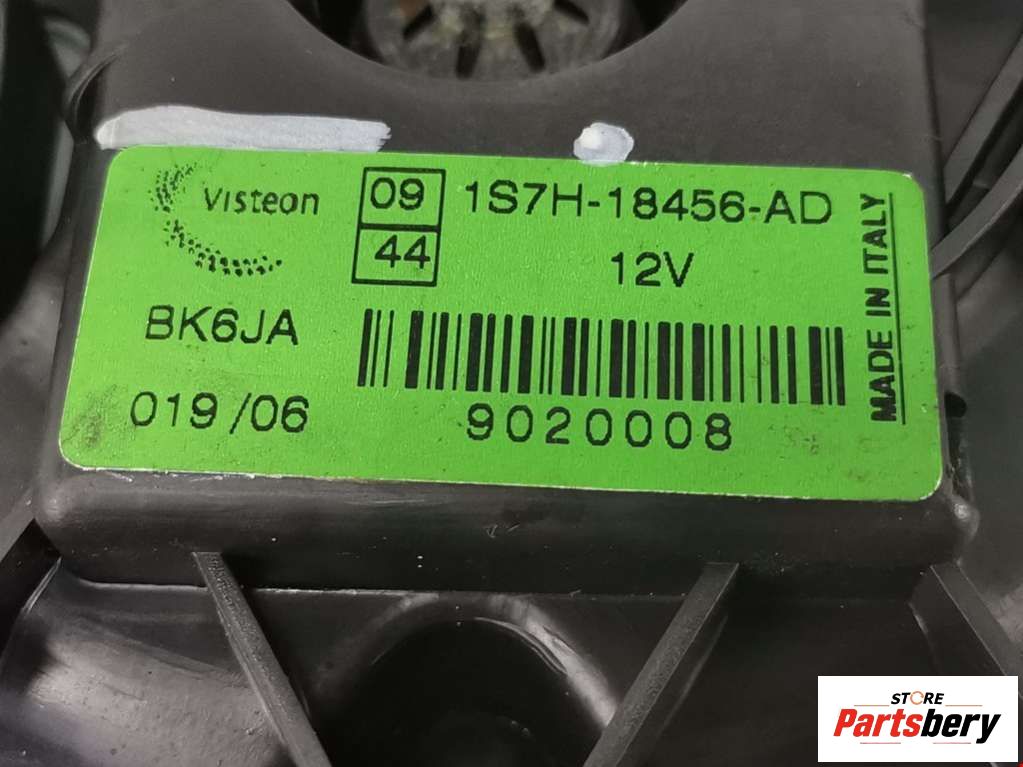 Visteon
09
44
1S7H-18456-AD
12V
BK6JA
019/06
9020008
MADE IN ITALY
STORE
Partsbery